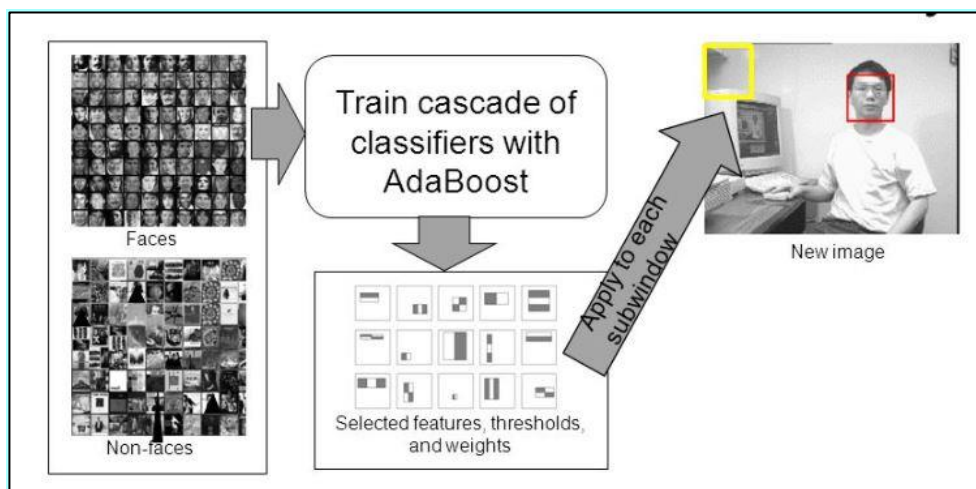 Train cascade of
classifiers with
AdaBoost
Faces
Non-faces
Selected features, thresholds,
and weights
Apply to each
subwindow
New image